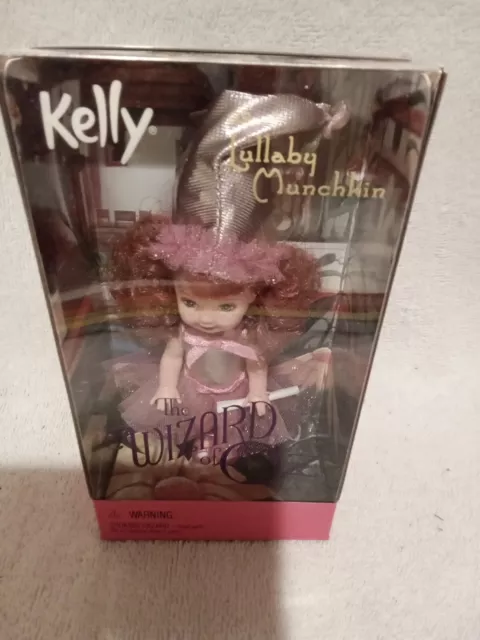 Kelly®
Lullaby
Munchkin
The
WIZARD
of
⚠ WARNING: